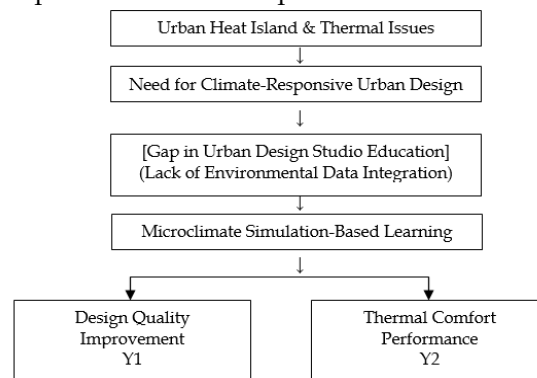 Urban Heat Island & Thermal Issues
Need for Climate-Responsive Urban Design
[Gap in Urban Design Studio Education]
(Lack of Environmental Data Integration)
Microclimate Simulation-Based Learning
Design Quality
Improvement
Y1
Thermal Comfort
Performance
Y2